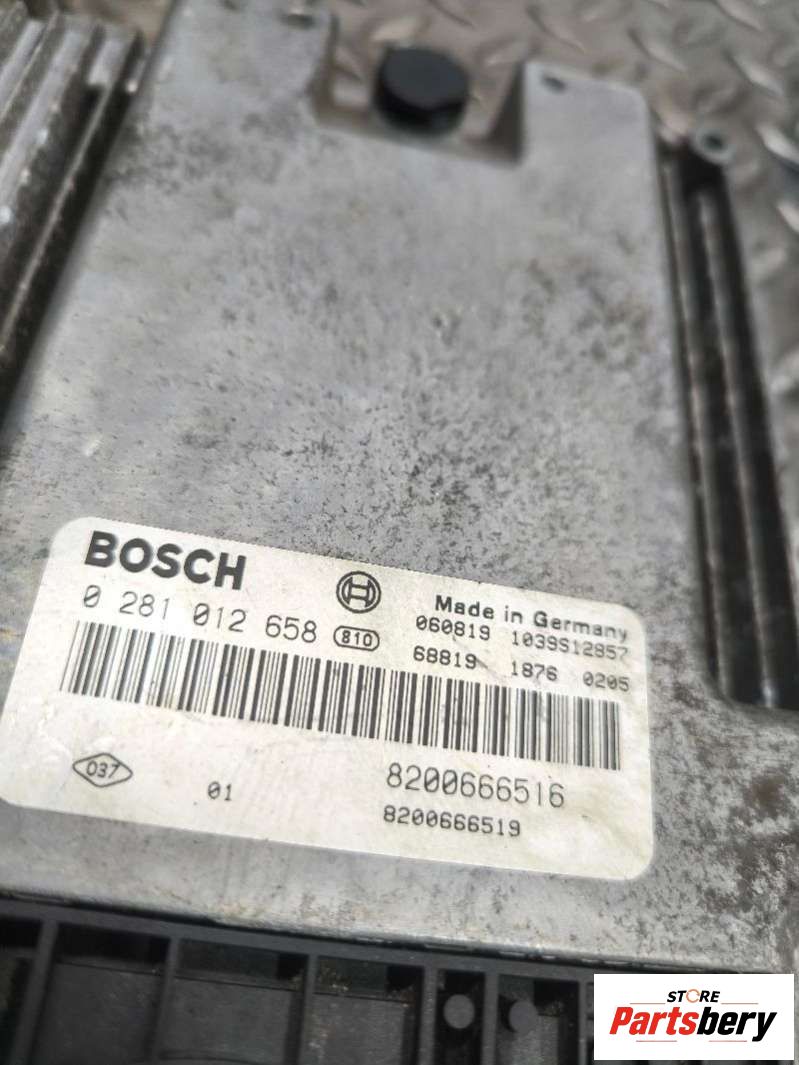 BOSCH
Made in Germany
0 281 012 658 810
060819 1039S12857
68819 1876 0205
037
01
8200666516
8200666519
STORE
Partsbery